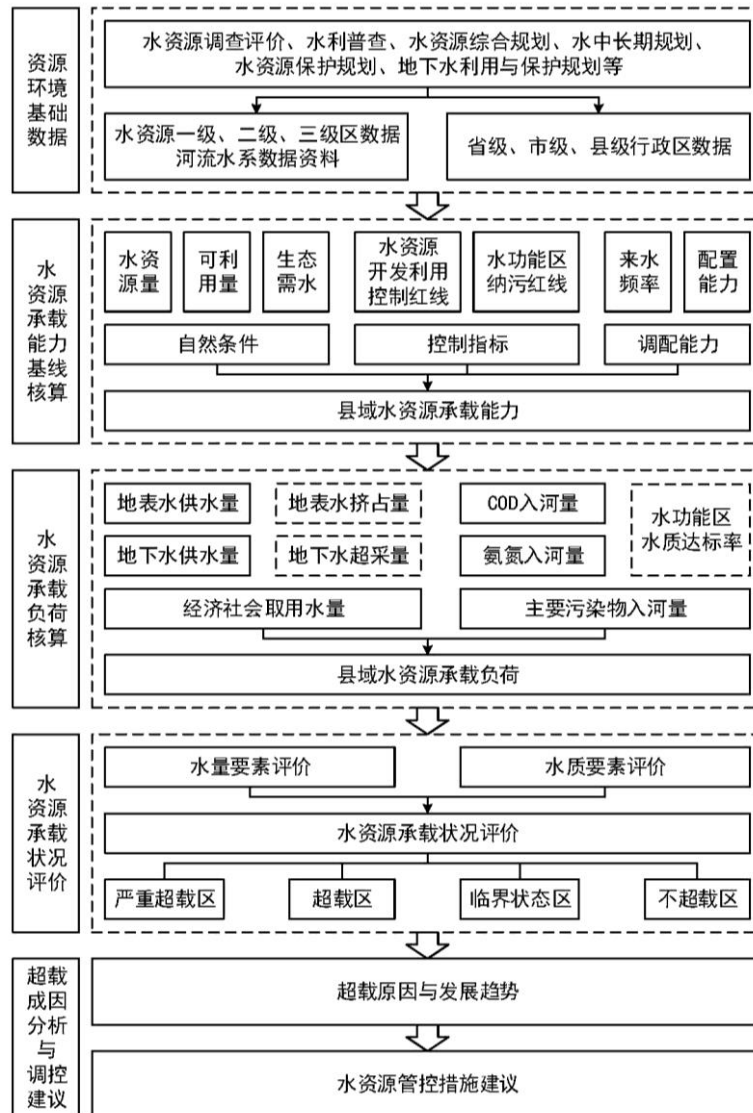 资源
环境
基础
数据
水资源调查评价、水利普查、水资源综合规划、水中长期规划、
水资源保护规划、地下水利用与保护规划等
水资源一级、二级、三级区数据
河流水系数据资料
省级、市级、县级行政区数据
水
资源
承载
能力
基线
核算
水资
源量
可利
用量
生态
需水
水资源
开发利用
控制红线
水功能区
纳污红线
来水
频率
配置
能力
自然条件
控制指标
调配能力
县域水资源承载能力
水
资源
承载
负荷
核算
地表水供水量
地表水挤占量
COD入河量
水功能区
水质达标率
地下水供水量
地下水超采量
氨氮入河量
经济社会取用水量
主要污染物入河量
县域水资源承载负荷
水
资源
承载
状况
评价
水量要素评价
水质要素评价
水资源承载状况评价
严重超载区
超载区
临界状态区
不超载区
超载
成因
分析
与
调控
建议
超载原因与发展趋势
水资源管控措施建议